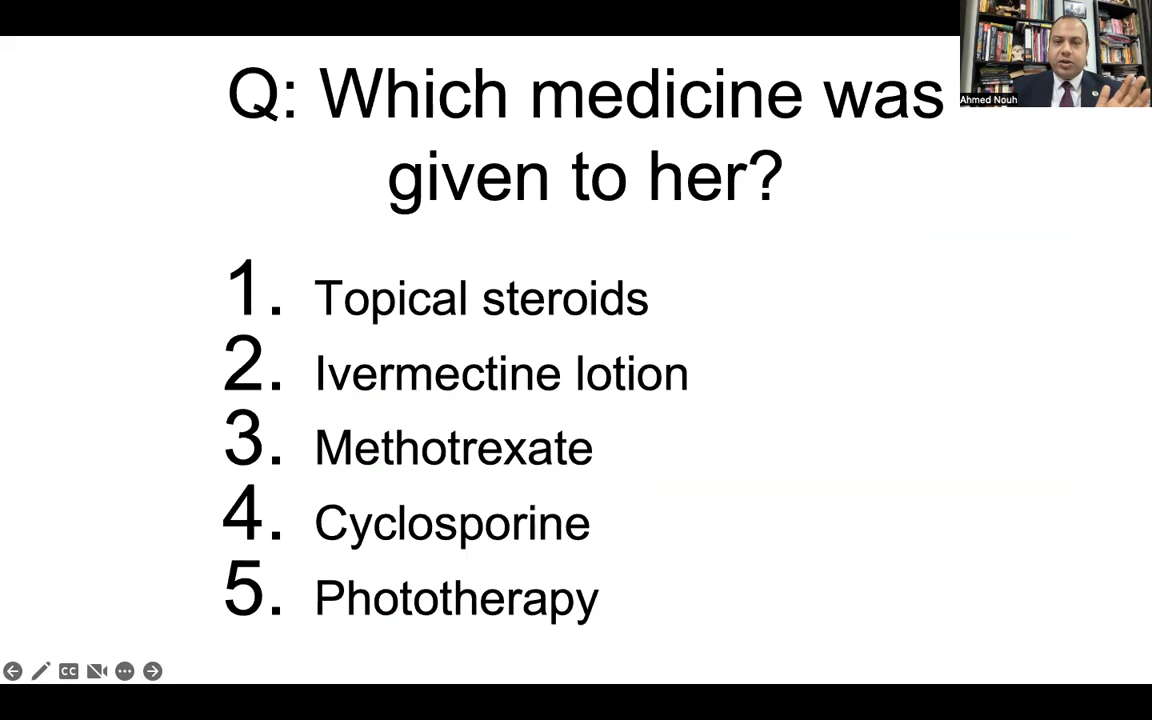 Q: Which medicine was
given to her?
Ahmed Nouh
1. Topical steroids
2. Ivermectine lotion
3. Methotrexate
4. Cyclosporine
5. Phototherapy
CC